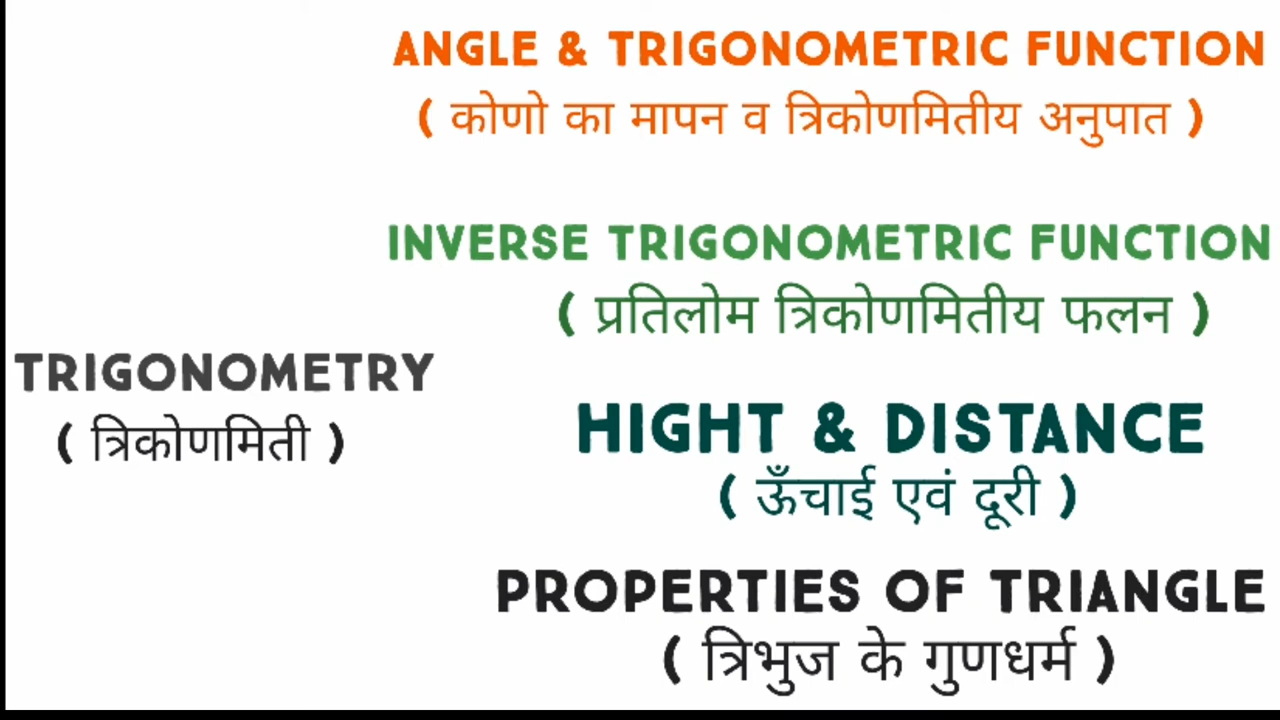 ANGLE & TRIGONOMETRIC FUNCTION
( कोणो का मापन व त्रिकोणमितीय अनुपात )
INVERSE TRIGONOMETRIC FUNCTION
( प्रतिलोम त्रिकोणमितीय फलन )
TRIGONOMETRY
( त्रिकोणमिती )
HIGHT & DISTANCE
( ऊँचाई एवं दूरी )
PROPERTIES OF TRIANGLE
( त्रिभुज के गुणधर्म )